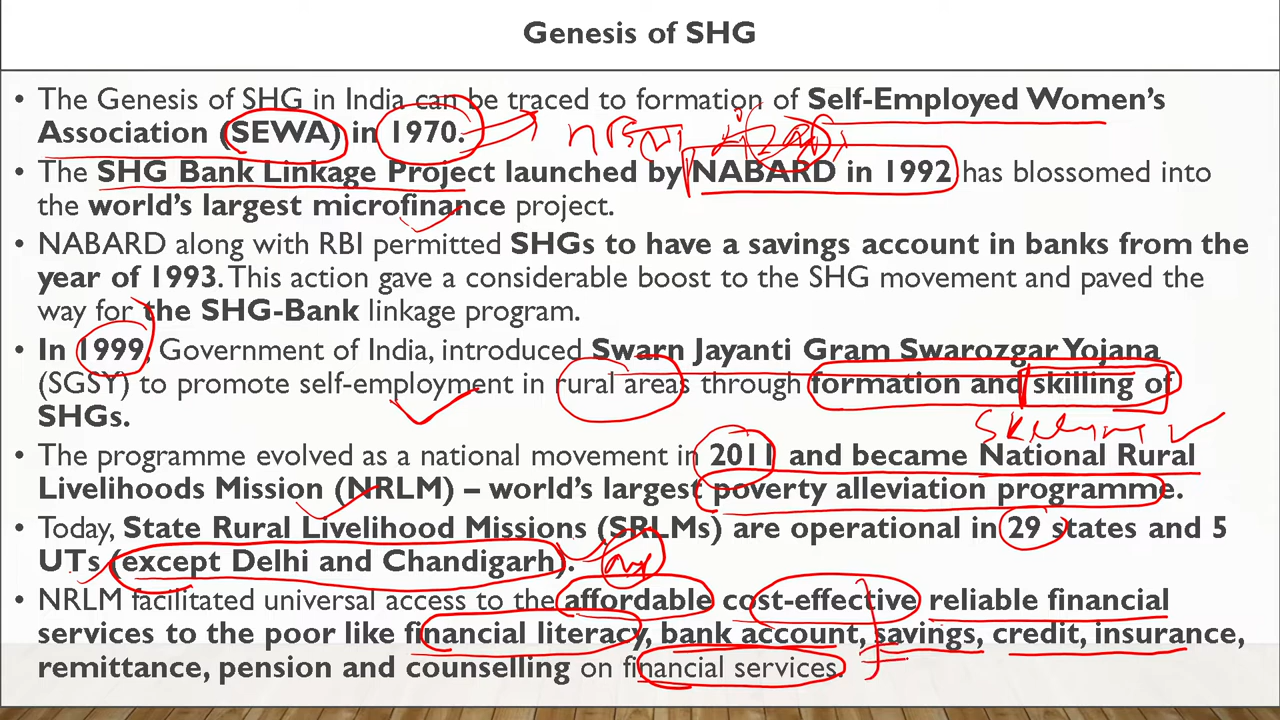 Genesis of SHG
• The Genesis of SHG in India can be traced to formation of Self-Employed Women's
Association (SEWA) in 1970.
• The SHG Bank Linkage Project launched by NABARD in 1992 has blossomed into
the world's largest microfinance project.
• NABARD along with RBI permitted SHGs to have a savings account in banks from the
year of 1993. This action gave a considerable boost to the SHG movement and paved the
way for the SHG-Bank linkage program.
• In 1999, Government of India, introduced Swarn Jayanti Gram Swarozgar Yojana
(SGSY) to promote self-employment in rural areas through formation and skilling of
SHGs.
• The programme evolved as a national movement in 2011 and became National Rural
Livelihoods Mission (NRLM) – world's largest poverty alleviation programme.
• Today, State Rural Livelihood Missions (SRLMs) are operational in 29 states and 5
UTs (except Delhi and Chandigarh).
• NRLM facilitated universal access to the affordable cost-effective reliable financial
services to the poor like financial literacy, bank account, savings, credit, insurance,
remittance, pension and counselling on financial services.